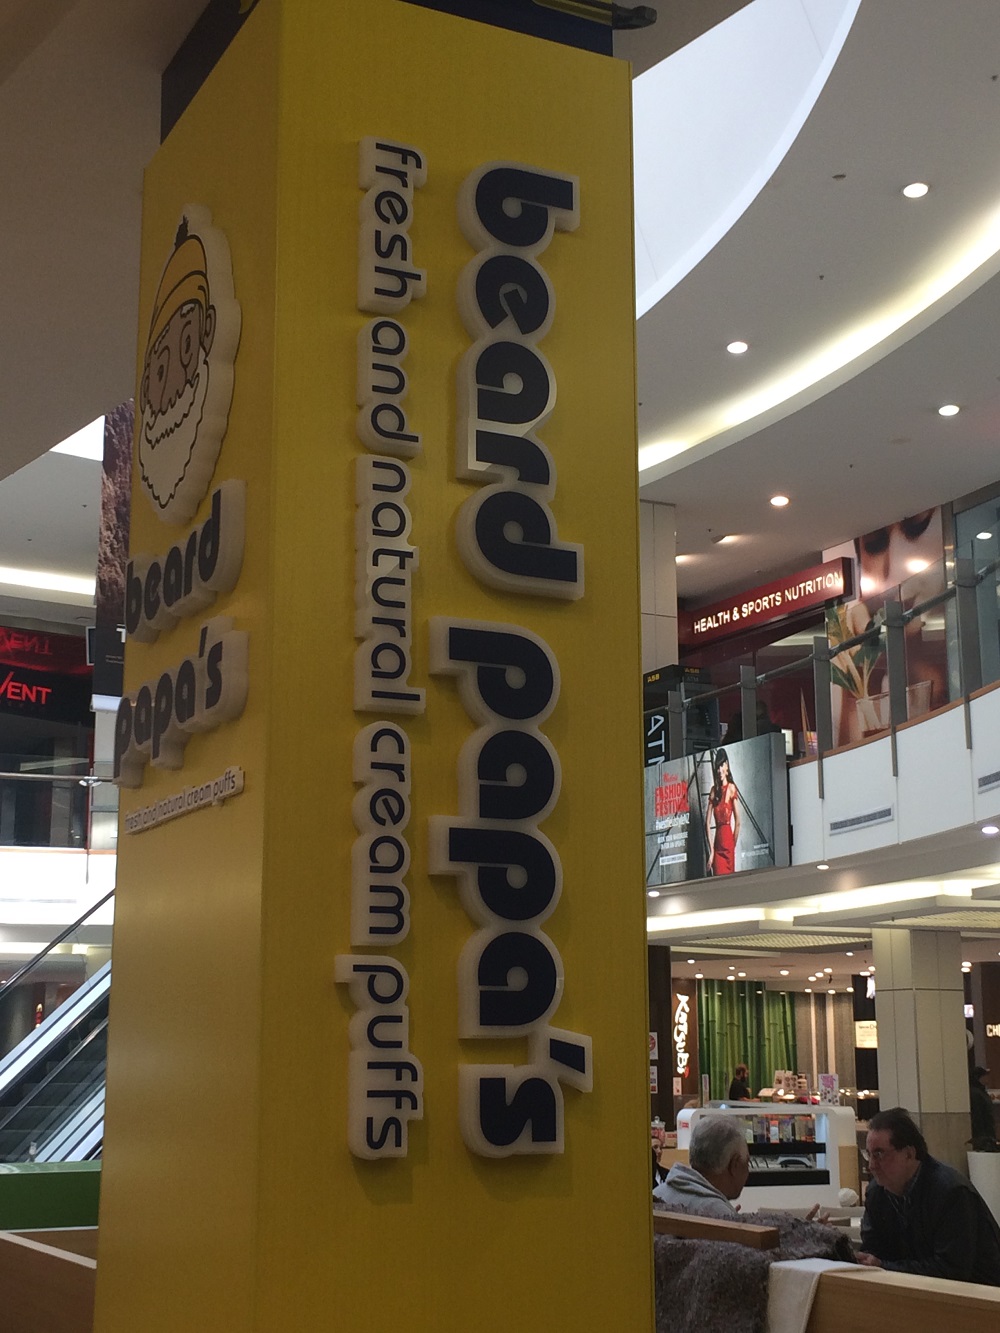 beard papa's
fresh and natural cream puffs
beard
papa's
fresh and natural cream puffs
HEALTH & SPORTS NUTRITION
FASHION
FESTIVAL
VENT